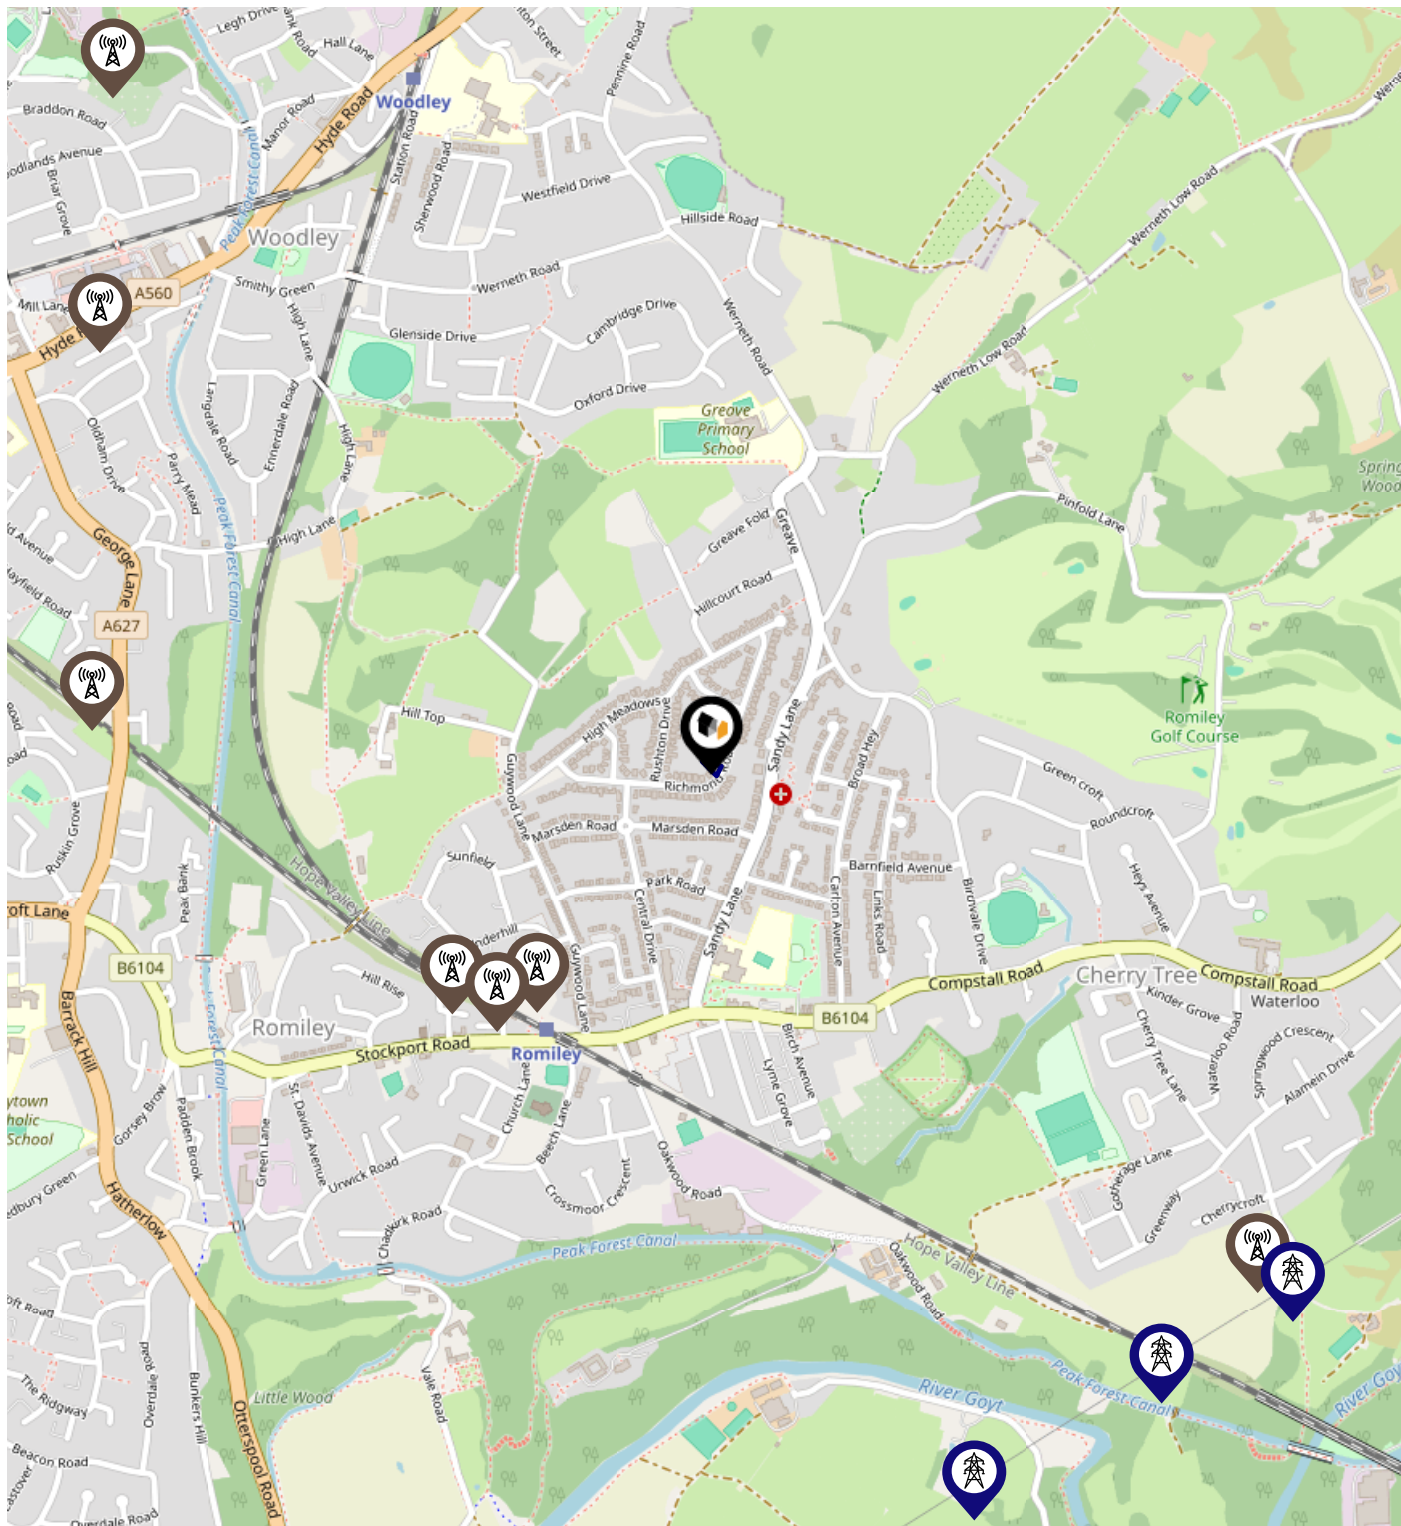 Legh Drive
Hall Lane
Pennine Road
Woodley
Braddon Road
Manor Road
Hyde Road
Station Road
Sherwood Road
Peak Forest Canal
Briar Grove
Westfield Drive
Hillside Road
Werneth Low Road
Woodley
Smithy Green
Werneth Road
A560
Mill Lane
High Lane
Glenside Drive
Cambridge Drive
Werneth Road
Werneth Low Road
Oxford Drive
Langdale Road
Ennerdale Road
Oldham Drive
High Lane
Greave
Primary
School
Parry Mead
Peak Forest Canal
Pinfold Lane
Greave Fold
Greave
High Lane
George Lane
Hillcourt Road
A627
High Meadows
Rushton Drive
Hill Top
Sandy Lane
Broad Hey
Romiley
Golf Course
Guywood Lane
Richmond
Green croft
Roundcroft
Marsden Road
Marsden Road
Ruskin Grove
Sunfield
Hope Valley Line
Park Road
Barnfield Avenue
Heys Avenue
Peak Bank
Central Drive
Sandy Lane
Carlton Avenue
Links Road
Birchvale Drive
B6104
Hill Rise
Guywood Lane
Compstall Road
Cherry Tree
Compstall Road
Waterloo
Kinder Grove
Barrack Hill
Romiley
Stockport Road
Romiley
B6104
Birch Avenue
Lyme Grove
Cherry Tree Lane
Springwood Crescent
Alamein Drive
Gorsey Brow
Padden Brook
St. Davids Avenue
Green Lane
Church Lane
Beech Lane
Urwick Road
Crossmoor Crescent
Oakwood Road
Gotherage Lane
Greenway
Cherrycroft
Hatherlow
Chadkirk Road
Peak Forest Canal
Oakwood Road
Hope Valley Line
Vale Road
Little Wood
Overdale Road
The Ridgway
Bunkers Hill
Otterspool Road
Beacon Road
Overdale Road
River Goyt
Peak Forest Canal